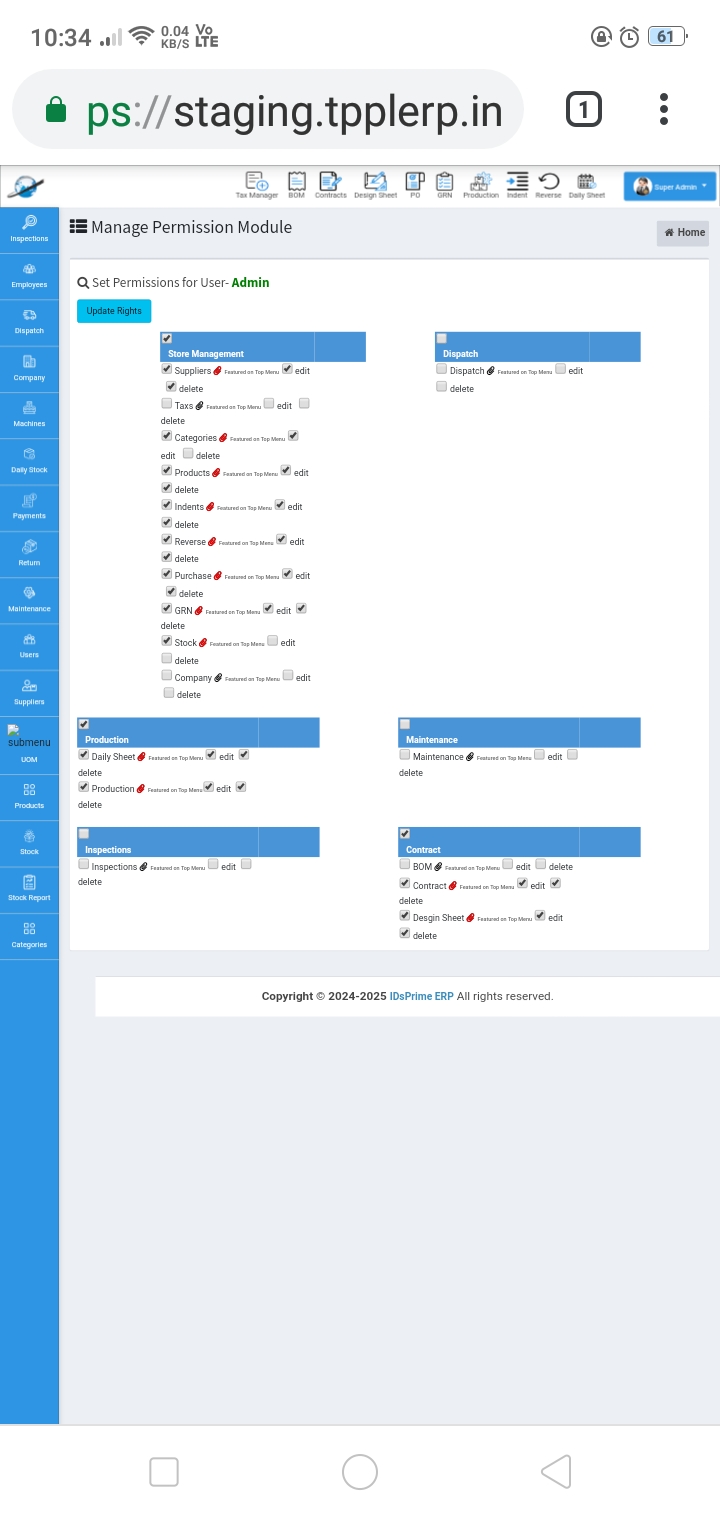 10:34 0.04 KB/S Vo LTE 61
ps://staging.tpplerp.in 1
Tax Manager BOM Contracts Design Sheet PO GRN Production Indent Reverse Daily Sheet Super Admin
Inspections
Employees
Dispatch
Company
Machines
Daily Stock
Payments
Return
Maintenance
Users
Suppliers
submenu
UOM
Products
Stock
Stock Report
Categories
Manage Permission Module
Home
Set Permissions for User- Admin
Update Rights
Store Management
Suppliers Featured on Top Menu edit
delete
Taxs Featured on Top Menu edit
delete
Categories Featured on Top Menu
edit delete
Products Featured on Top Menu edit
delete
Indents Featured on Top Menu edit
delete
Reverse Featured on Top Menu edit
delete
Purchase Featured on Top Menu edit
delete
GRN Featured on Top Menu edit
delete
Stock Featured on Top Menu edit
delete
Company Featured on Top Menu edit
delete
Dispatch
Dispatch Featured on Top Menu edit
delete
Production
Daily Sheet Featured on Top Menu edit
delete
Production Featured on Top Menu edit
delete
Maintenance
Maintenance Featured on Top Menu edit
delete
Inspections
Inspections Featured on Top Menu edit
delete
Contract
BOM Featured on Top Menu edit delete
Contract Featured on Top Menu edit
delete
Desgin Sheet Featured on Top Menu edit
delete
Copyright © 2024-2025 IDsPrime ERP All rights reserved.